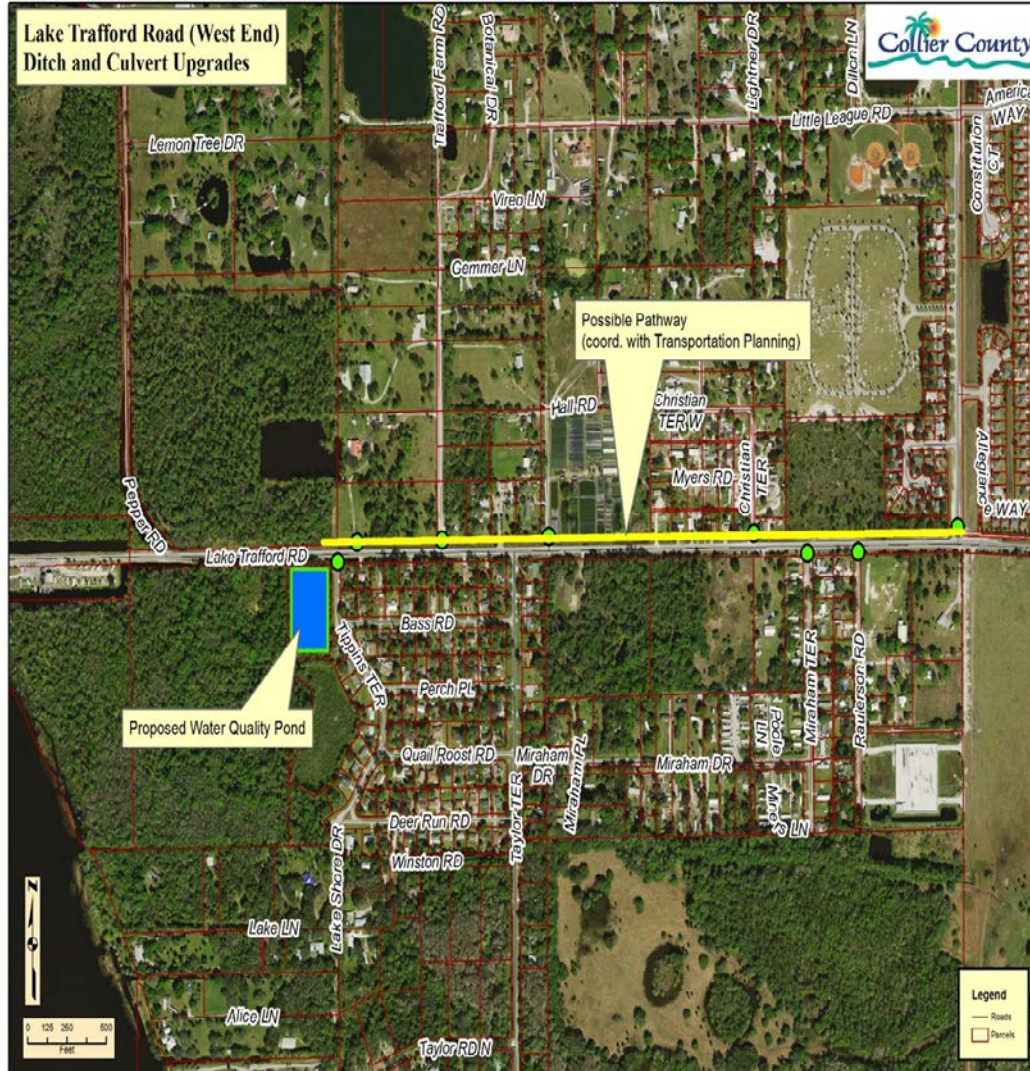 Lake Trafford Road (West End)
Ditch and Culvert Upgrades
Collier County
Trafford Farm RD
Botanical DR
Lightner DR
Dillon LN
Little League RD
America WAY
Constitution CT
Lemon Tree DR
Vireo LN
Gemmer LN
Possible Pathway
(coord. with Transportation Planning)
Hall RD
Christian
TER W
Myers RD
Christian
TER
Allegiance WAY
Pepper RD
Lake Trafford RD
Tippins TER
Bass RD
Perch PL
Proposed Water Quality Pond
Quail Roost RD
Miraham
DR
Miraham PL
Miraham DR
Poole
LN
Miraham TER
Raulerson RD
Deer Run RD
Taylor TER
LN
Winston RD
Lake Shore DR
Lake LN
Alice LN
Taylor RD N
N
0 125 250 500
Feet
Legend
Roads
Parcels